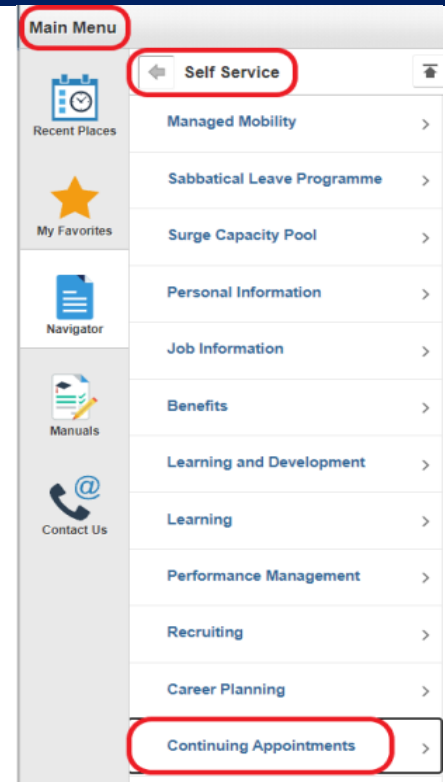 Main Menu
Self Service
Recent Places
My Favorites
Navigator
Manuals
Contact Us
Managed Mobility
Sabbatical Leave Programme
Surge Capacity Pool
Personal Information
Job Information
Benefits
Learning and Development
Learning
Performance Management
Recruiting
Career Planning
Continuing Appointments